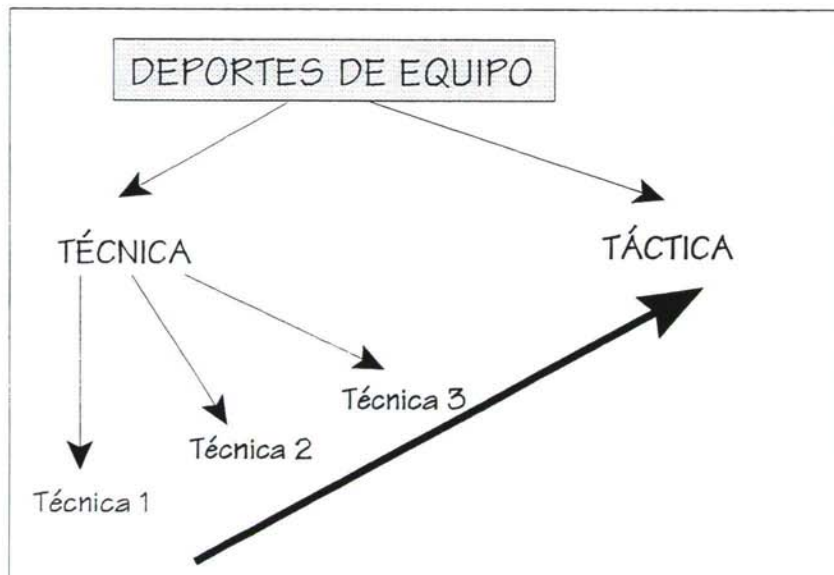 DEPORTES DE EQUIPO
TÉCNICA
TÁCTICA
Técnica 3
Técnica 2
Técnica 1